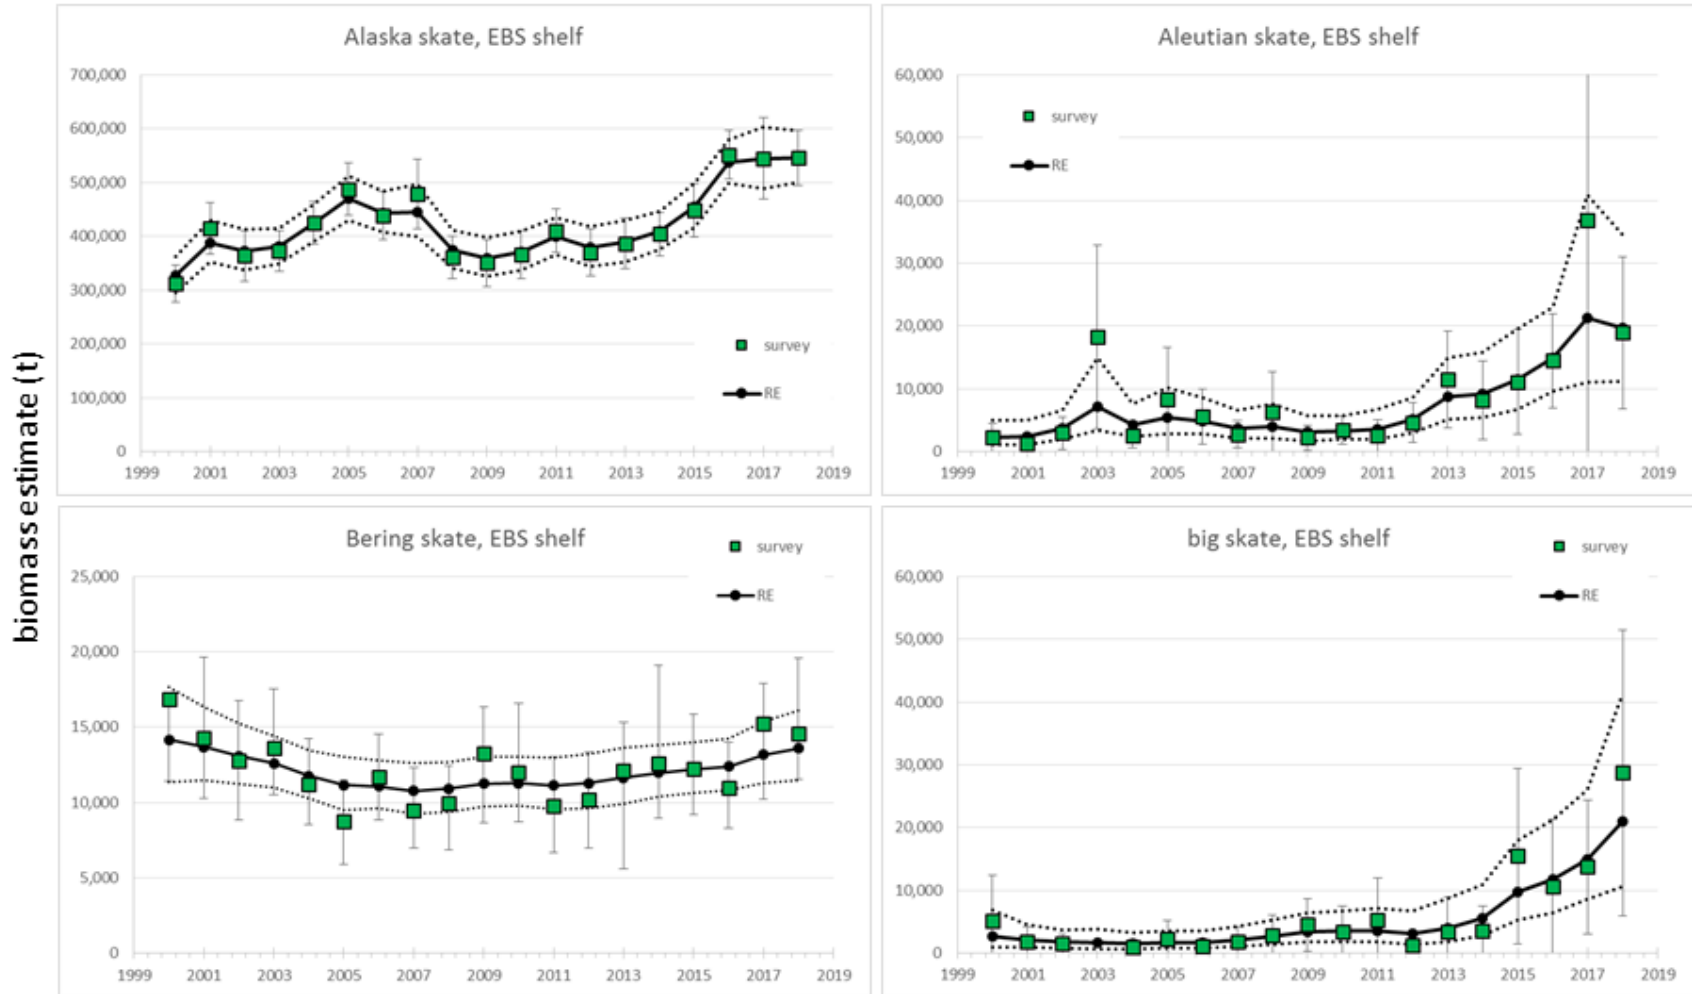 biomass estimate (t)
Alaska skate, EBS shelf
700,000
600,000
500,000
400,000
300,000
200,000
100,000
0
survey
RE
1999 2001 2003 2005 2007 2009 2011 2013 2015 2017 2019
Aleutian skate, EBS shelf
60,000
50,000
40,000
30,000
20,000
10,000
0
survey
RE
1999 2001 2003 2005 2007 2009 2011 2013 2015 2017 2019
Bering skate, EBS shelf
survey
RE
25,000
20,000
15,000
10,000
5,000
0
1999 2001 2003 2005 2007 2009 2011 2013 2015 2017 2019
big skate, EBS shelf
survey
RE
60,000
50,000
40,000
30,000
20,000
10,000
0
1999 2001 2003 2005 2007 2009 2011 2013 2015 2017 2019